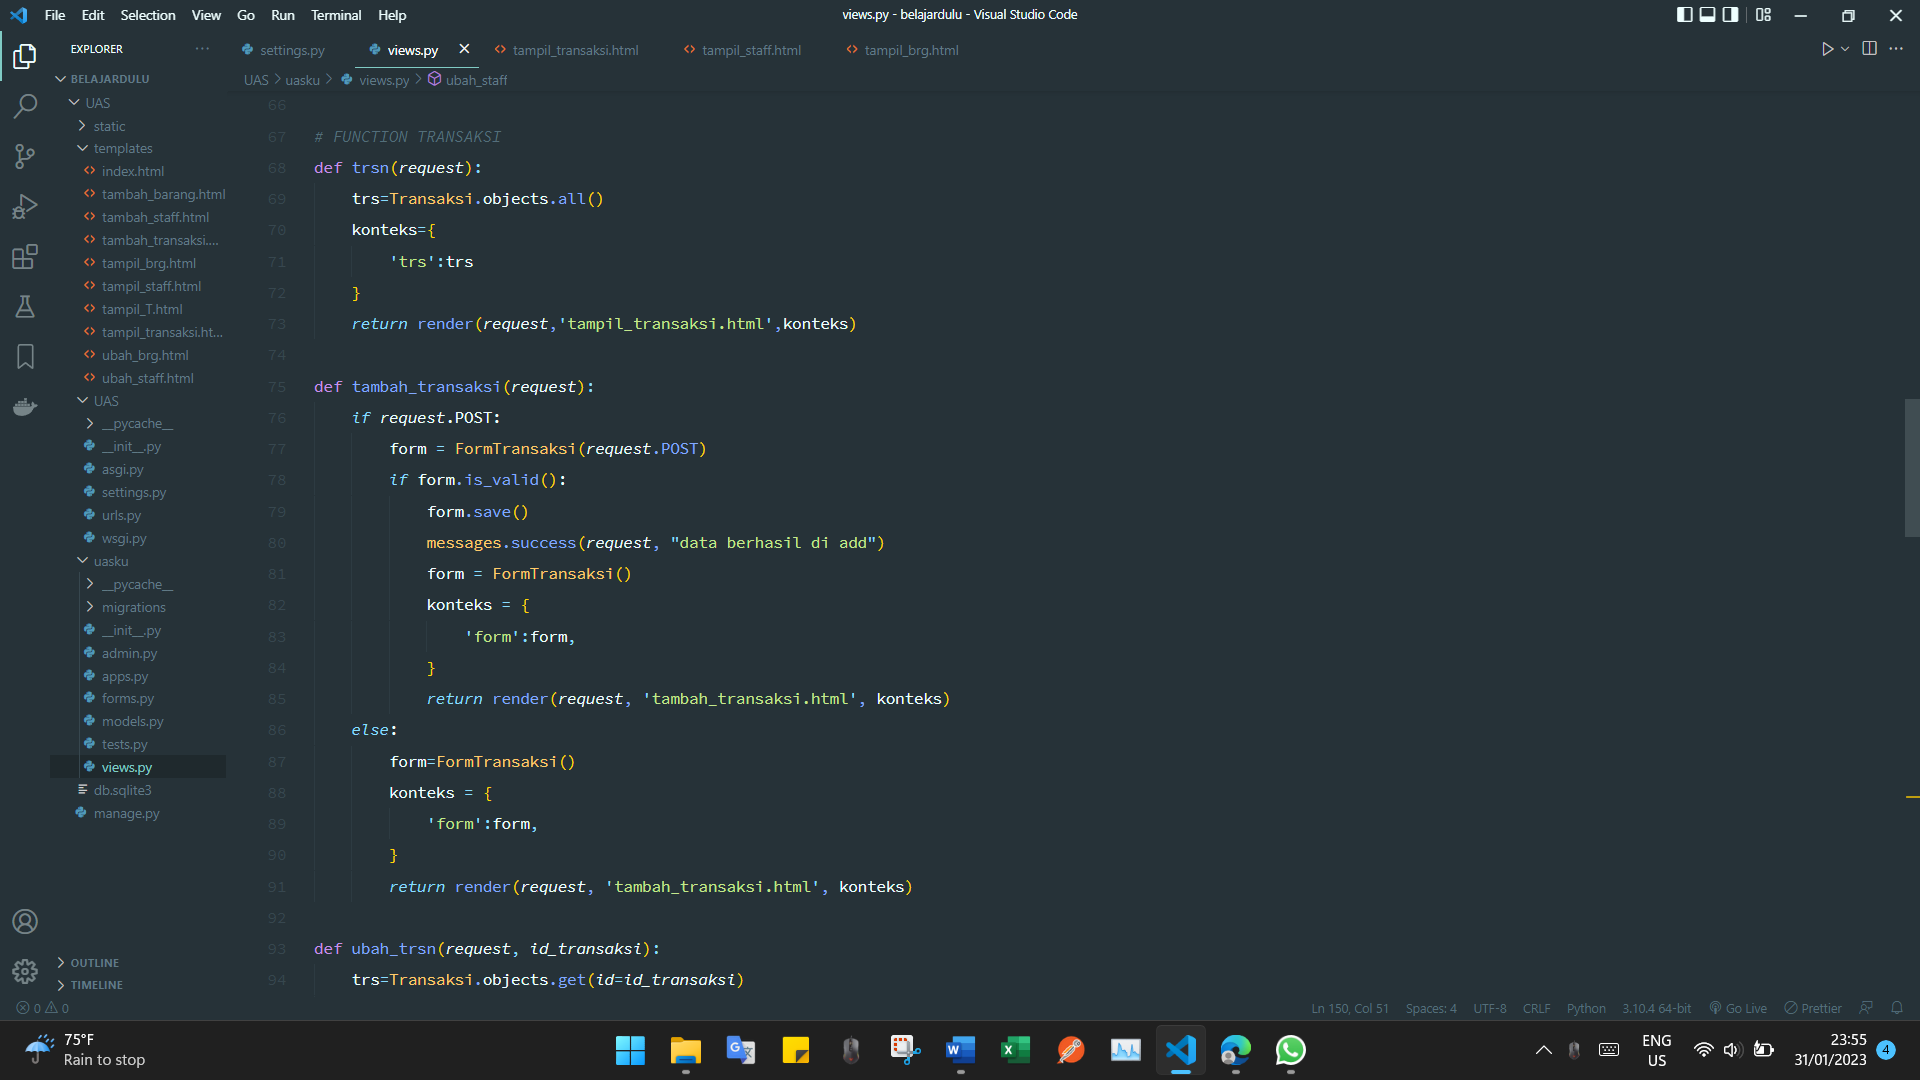 File Edit Selection View Go Run Terminal Help
views.py - belajardulu - Visual Studio Code
EXPLORER
settings.py
views.py
tampil_transaksi.html
tampil_staff.html
tampil_brg.html
UAS > uasku > views.py > ubah_staff
BELAJARDULU
UAS
static
templates
index.html
tambah_barang.html
tambah_staff.html
tambah_transaksi....
tampil_brg.html
tampil_staff.html
tampil_T.html
tampil_transaksi.ht...
ubah_brg.html
ubah_staff.html
UAS
__pycache__
__init__.py
asgi.py
settings.py
urls.py
wsgi.py
uasku
__pycache__
migrations
__init__.py
admin.py
apps.py
forms.py
models.py
tests.py
views.py
db.sqlite3
manage.py
OUTLINE
TIMELINE
66
67 # FUNCTION TRANSAKSI
68 def trsn(request):
69 trs=Transaksi.objects.all()
70 konteks={
71 'trs':trs
72 }
73 return render(request,'tampil_transaksi.html',konteks)
74
75 def tambah_transaksi(request):
76 if request.POST:
77 form = FormTransaksi(request.POST)
78 if form.is_valid():
79 form.save()
80 messages.success(request, "data berhasil di add")
81 form = FormTransaksi()
82 konteks = {
83 'form':form,
84 }
85 return render(request, 'tambah_transaksi.html', konteks)
86 else:
87 form=FormTransaksi()
88 konteks = {
89 'form':form,
90 }
91 return render(request, 'tambah_transaksi.html', konteks)
92
93 def ubah_trsn(request, id_transaksi):
94 trs=Transaksi.objects.get(id=id_transaksi)
0 0
Ln 150, Col 51 Spaces: 4 UTF-8 CRLF Python 3.10.4 64-bit Go Live Prettier
75°F
Rain to stop
ENG
US
23:55
31/01/2023
4